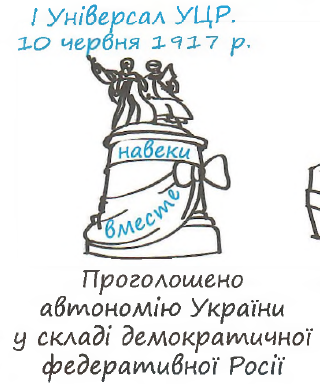 І Універсал УЦР.
10 червня 1917 р.
навеки
вместе
Проголошено
автономію України
у складі демократичної
федеративної Росії